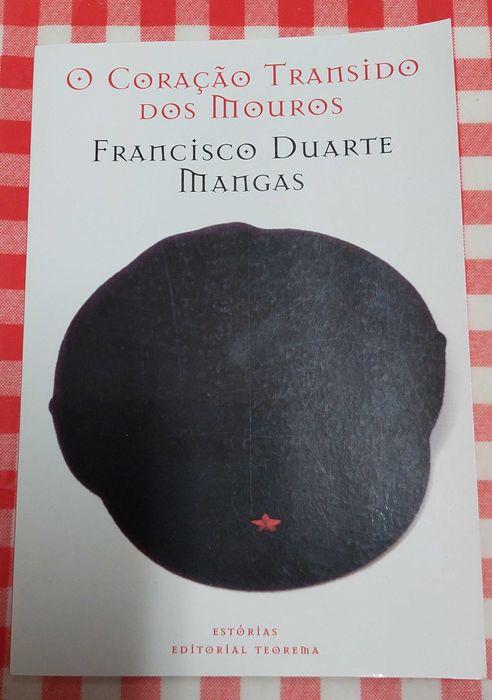 O Coração Transido
dos Mouros
Francisco Duarte
Mangas
Estórias
Editorial Teorema